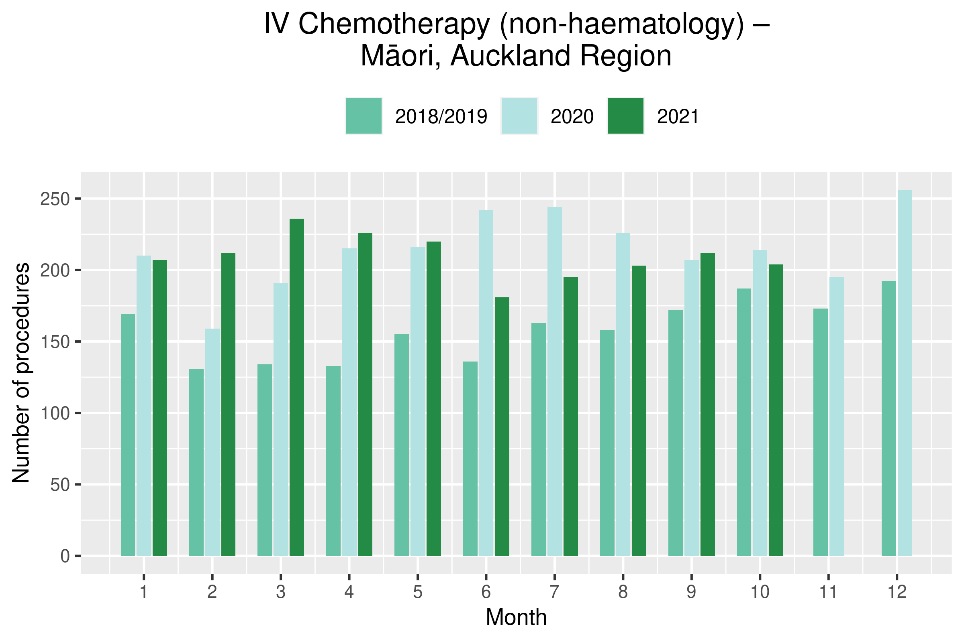 IV Chemotherapy (non-haematology) –
Māori, Auckland Region
2018/2019 2020 2021
Number of procedures
250
200
150
100
50
0
1 2 3 4 5 6 7 8 9 10 11 12
Month